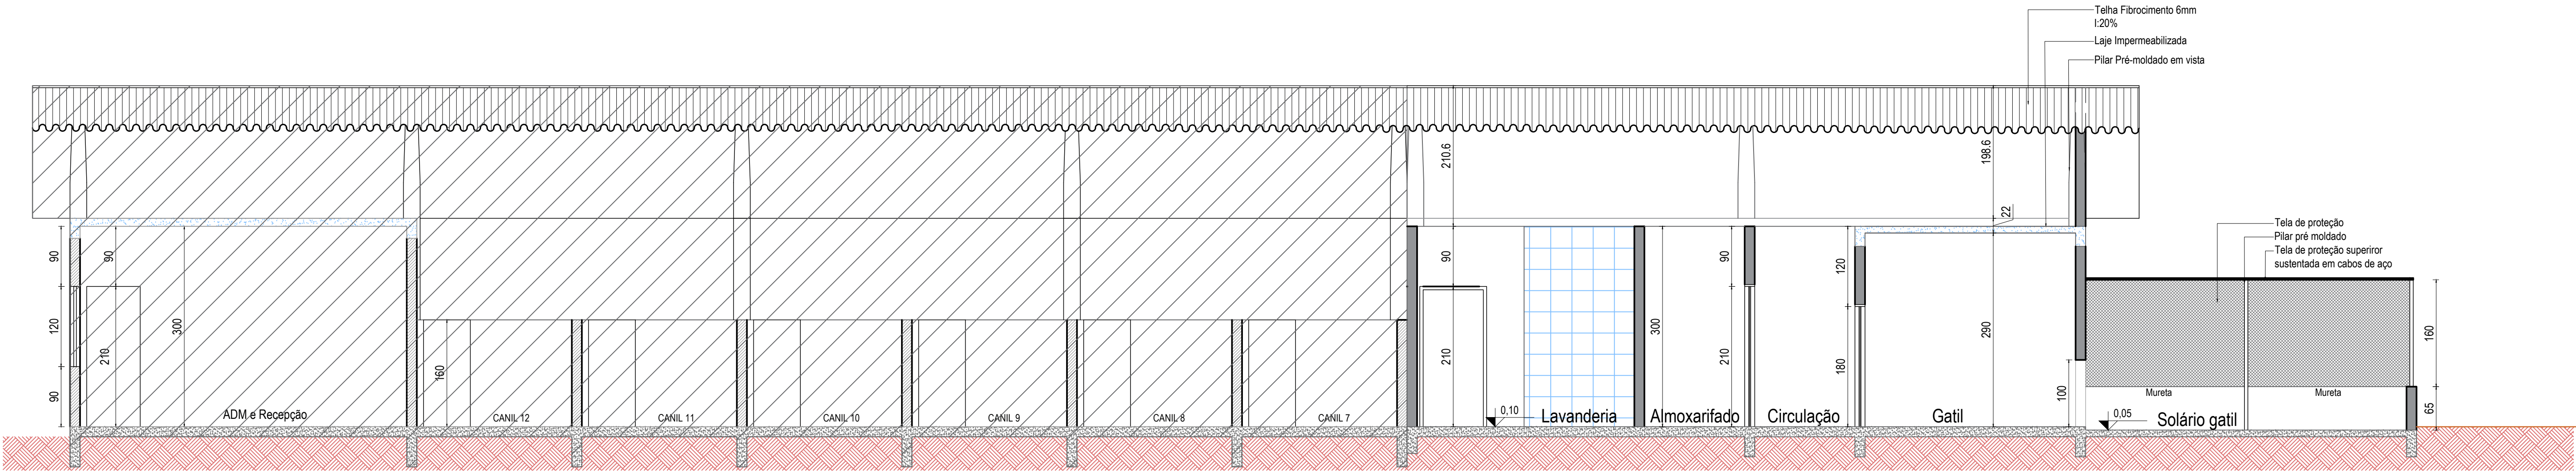 Telha Fibrocimento 6mm
I:20%
Laje Impermeabilizada
Pilar Pré-moldado em vista
210.6
198.6
22
Tela de proteção
Pilar pré moldado
Tela de proteção superiror
sustentada em cabos de aço
90
120
90
90
210
300
160
90
210
300
90
210
120
180
290
100
160
65
ADM e Recepção
CANIL 12
CANIL 11
CANIL 10
CANIL 9
CANIL 8
CANIL 7
0,10
Lavanderia
Almoxarifado
Circulação
Gatil
0,05
Solário gatil
Mureta
Mureta